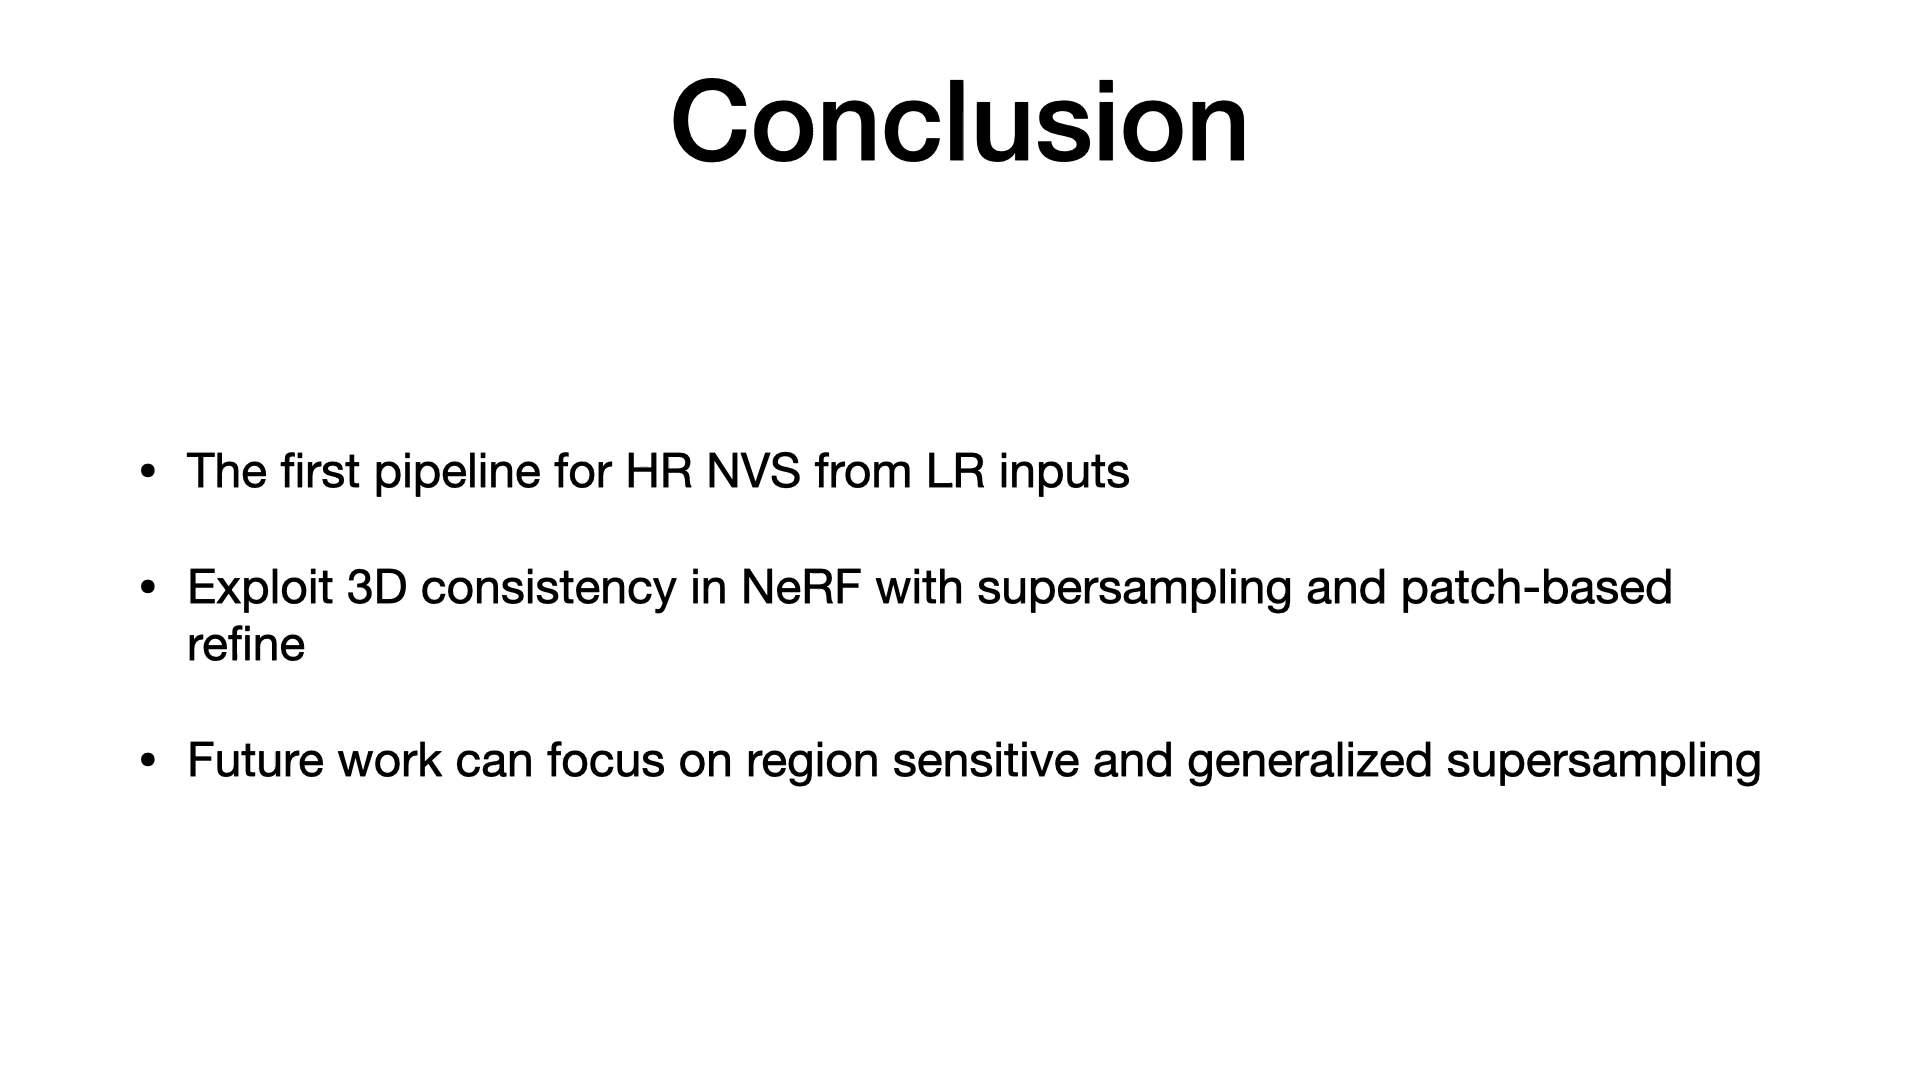 Conclusion
• The first pipeline for HR NVS from LR inputs
• Exploit 3D consistency in NeRF with supersampling and patch-based
refine
• Future work can focus on region sensitive and generalized supersampling